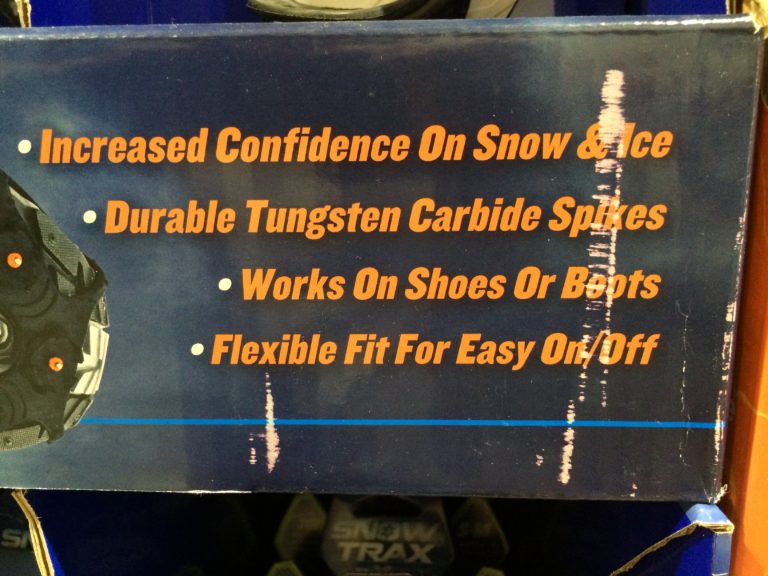 • Increased Confidence On Snow & Ice
• Durable Tungsten Carbide Spikes
• Works On Shoes Or Boots
• Flexible Fit For Easy On/Off
SNOW
TRAX